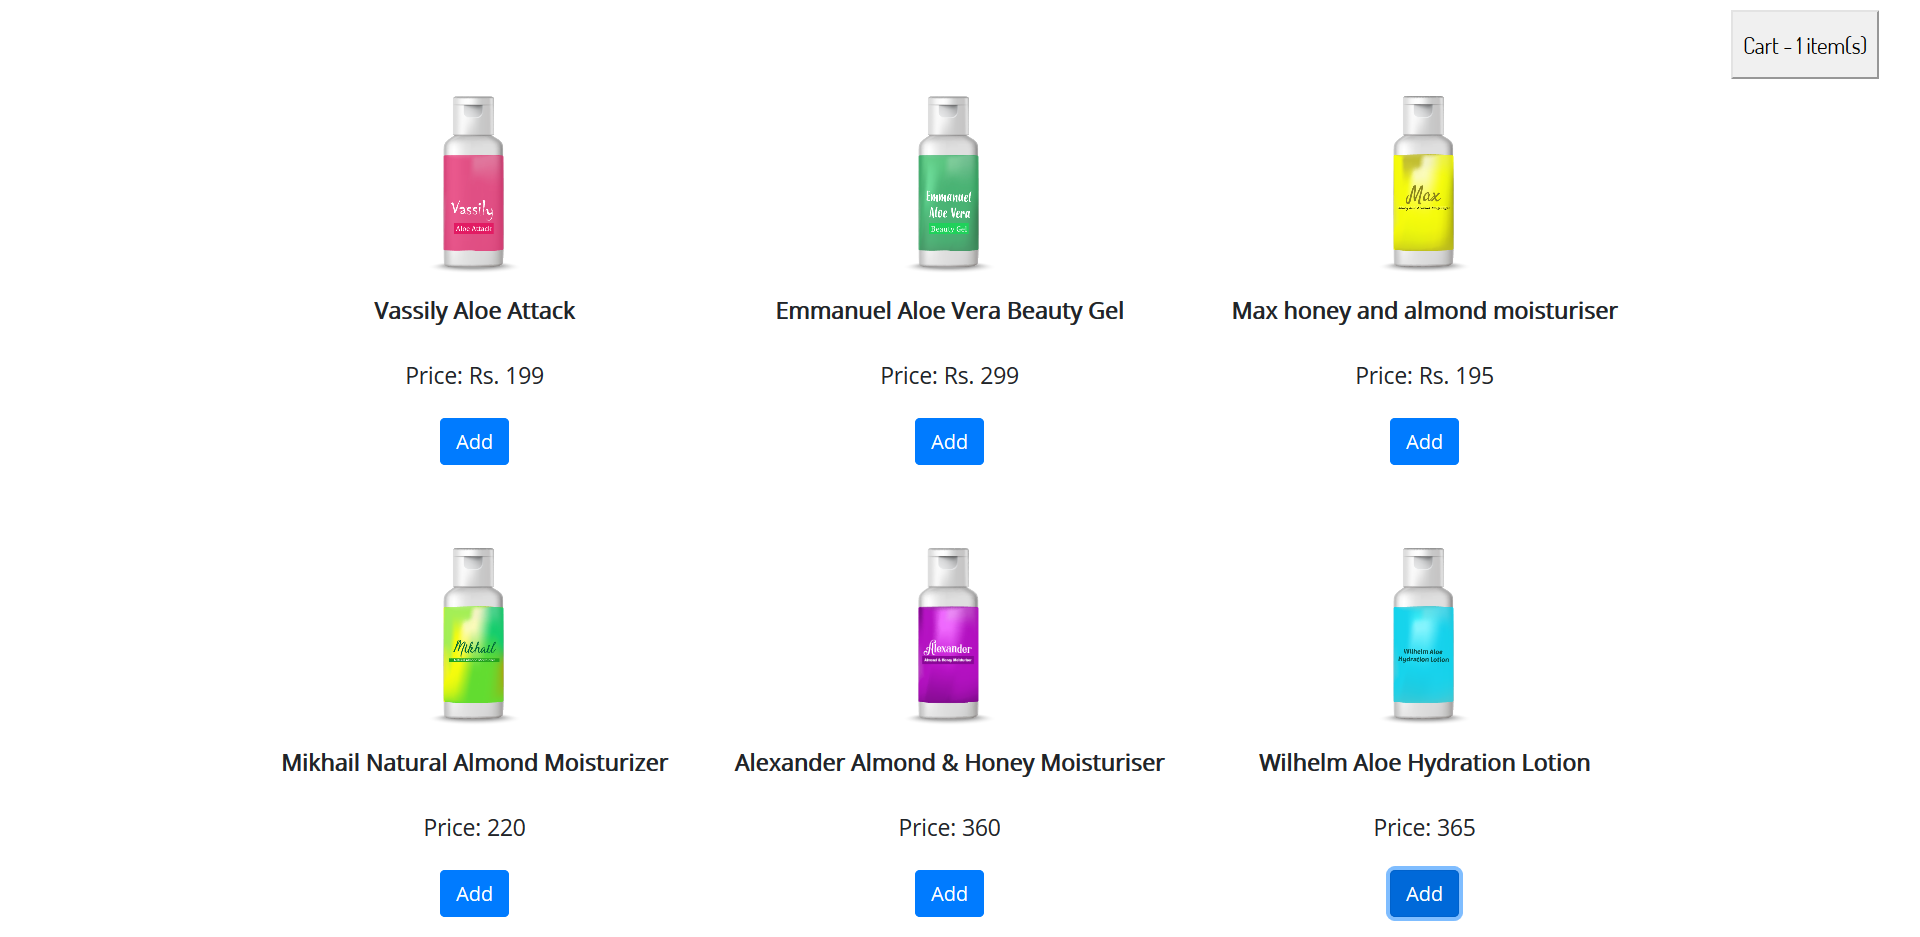 Cart - 1 item(s)
Vassily
Aloe Attack
Emmanuel
Aloe Vera
Beauty Gel
Max
Vassily Aloe Attack
Emmanuel Aloe Vera Beauty Gel
Max honey and almond moisturiser
Price: Rs. 199
Price: Rs. 299
Price: Rs. 195
Add
Add
Add
Mikhail
Alexander
Almond & Honey Moisturiser
Wilhelm Aloe
Hydration Lotion
Mikhail Natural Almond Moisturizer
Alexander Almond & Honey Moisturiser
Wilhelm Aloe Hydration Lotion
Price: 220
Price: 360
Price: 365
Add
Add
Add